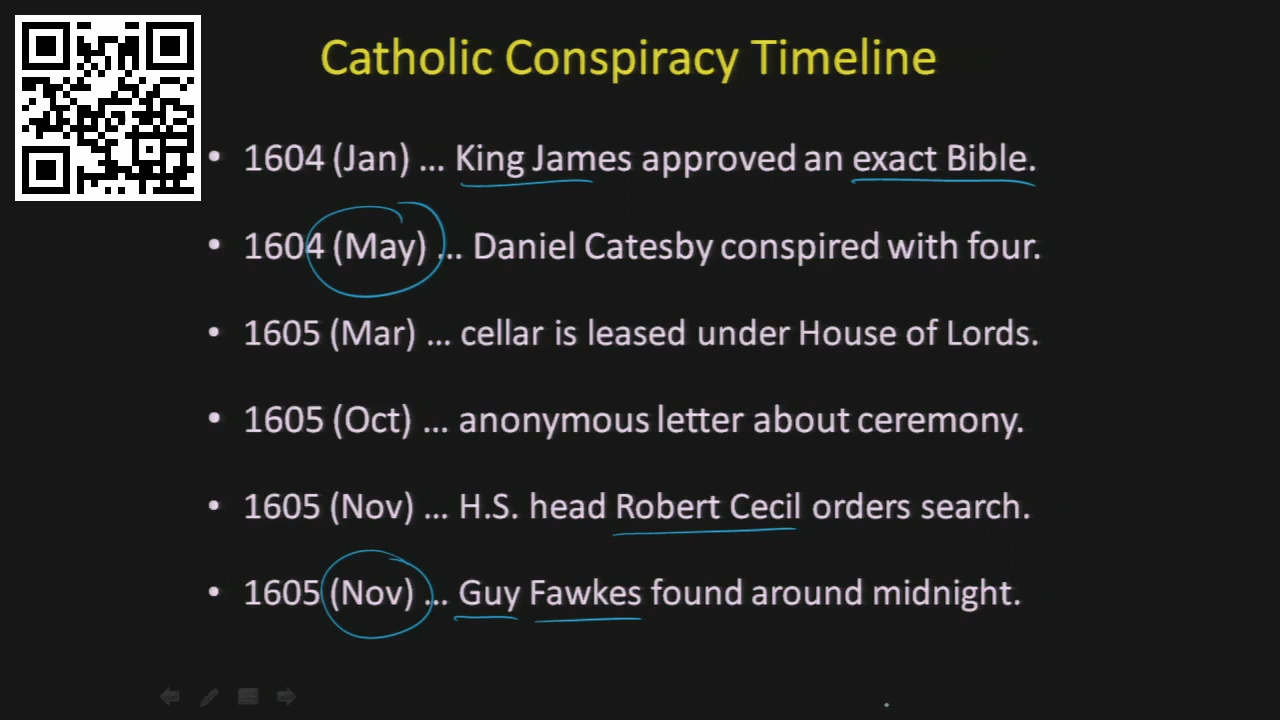 Catholic Conspiracy Timeline
• 1604 (Jan) ... King James approved an exact Bible.
• 1604 (May) ... Daniel Catesby conspired with four.
• 1605 (Mar) ... cellar is leased under House of Lords.
• 1605 (Oct) ... anonymous letter about ceremony.
• 1605 (Nov) ... H.S. head Robert Cecil orders search.
• 1605 (Nov) ... Guy Fawkes found around midnight.